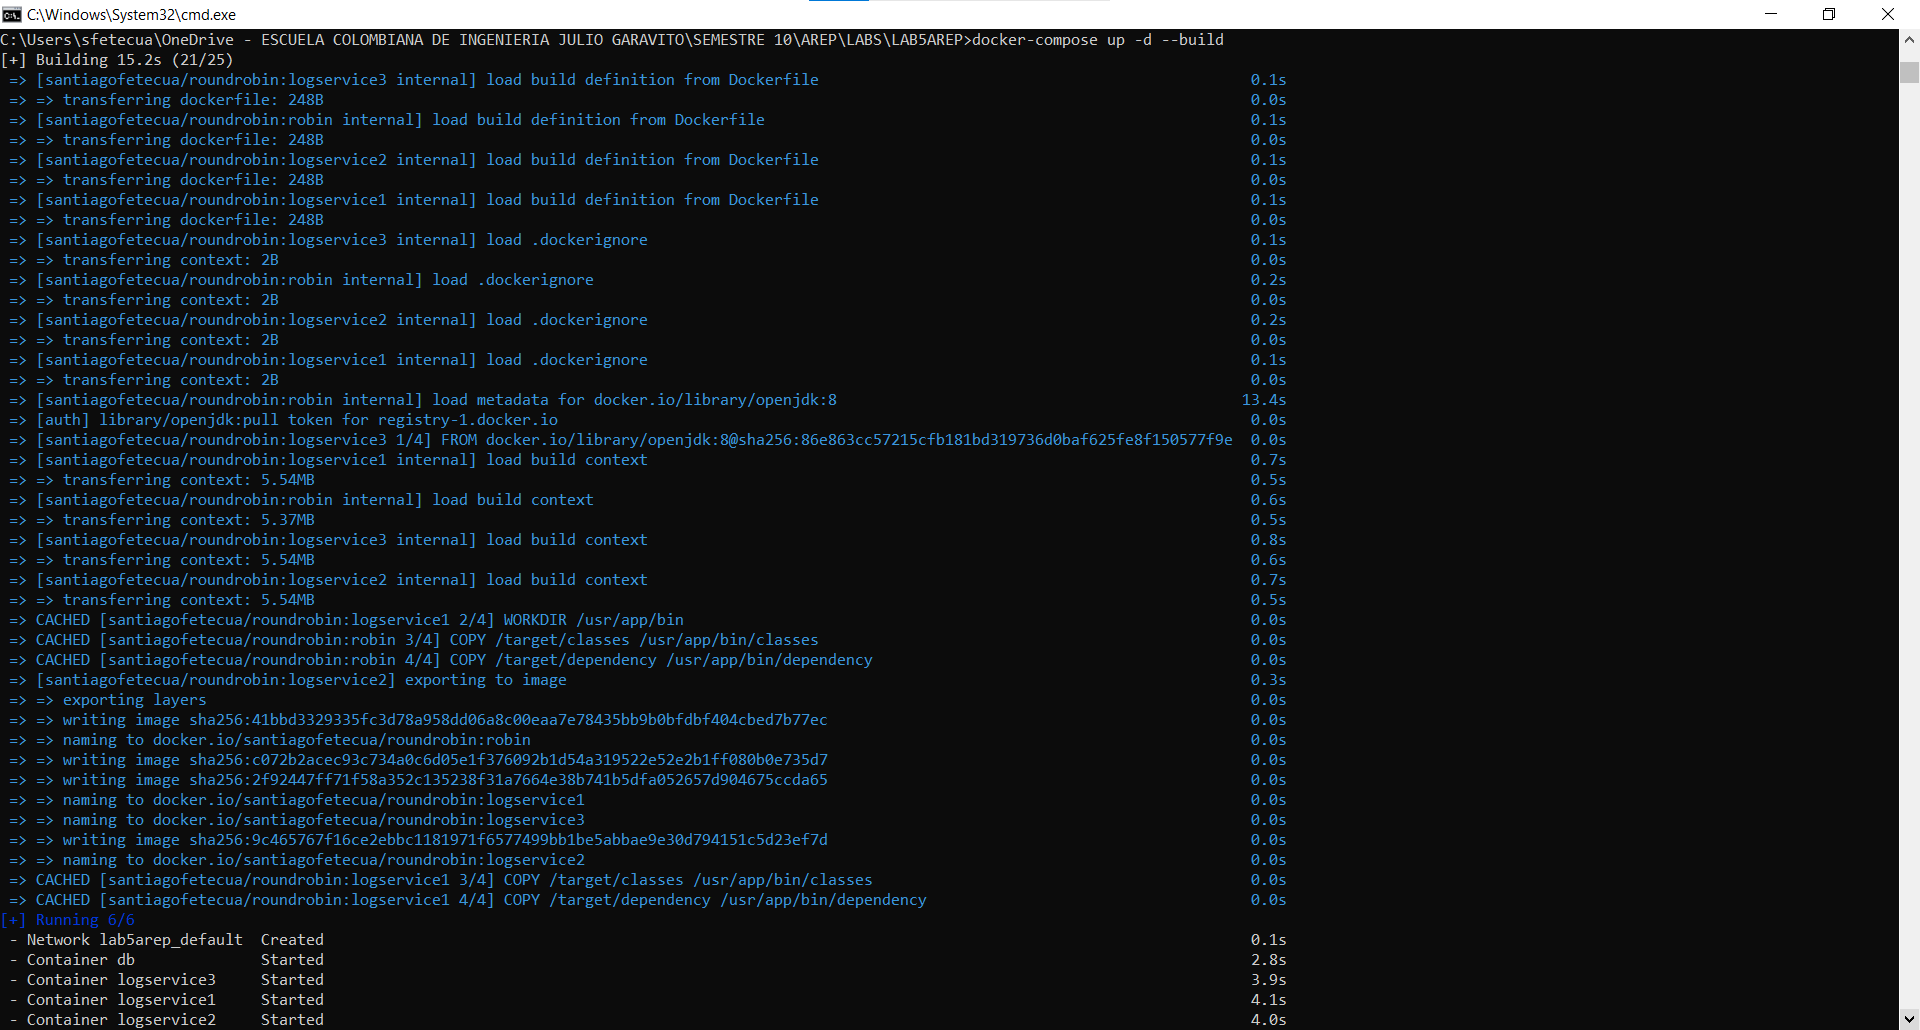 C:\Windows\System32\cmd.exe
C:\Users\sfetecua\OneDrive - ESCUELA COLOMBIANA DE INGENIERIA JULIO GARAVITO\SEMESTRE 10\AREP\LABS\LAB5AREP>docker-compose up -d --build
[+] Building 15.2s (21/25)
=> [santiagofetecua/roundrobin:logservice3 internal] load build definition from Dockerfile 0.1s
=> => transferring dockerfile: 248B 0.0s
=> [santiagofetecua/roundrobin:robin internal] load build definition from Dockerfile 0.1s
=> => transferring dockerfile: 248B 0.0s
=> [santiagofetecua/roundrobin:logservice2 internal] load build definition from Dockerfile 0.1s
=> => transferring dockerfile: 248B 0.0s
=> [santiagofetecua/roundrobin:logservice1 internal] load build definition from Dockerfile 0.1s
=> => transferring dockerfile: 248B 0.0s
=> [santiagofetecua/roundrobin:logservice3 internal] load .dockerignore 0.1s
=> => transferring context: 2B 0.0s
=> [santiagofetecua/roundrobin:robin internal] load .dockerignore 0.2s
=> => transferring context: 2B 0.0s
=> [santiagofetecua/roundrobin:logservice2 internal] load .dockerignore 0.2s
=> => transferring context: 2B 0.0s
=> [santiagofetecua/roundrobin:logservice1 internal] load .dockerignore 0.1s
=> => transferring context: 2B 0.0s
=> [santiagofetecua/roundrobin:robin internal] load metadata for docker.io/library/openjdk:8 13.4s
=> [auth] library/openjdk:pull token for registry-1.docker.io 0.0s
=> [santiagofetecua/roundrobin:logservice3 1/4] FROM docker.io/library/openjdk:8@sha256:86e863cc57215cfb181bd319736d0baf625fe8f150577f9e 0.0s
=> [santiagofetecua/roundrobin:logservice1 internal] load build context 0.7s
=> => transferring context: 5.54MB 0.5s
=> [santiagofetecua/roundrobin:robin internal] load build context 0.6s
=> => transferring context: 5.37MB 0.5s
=> [santiagofetecua/roundrobin:logservice3 internal] load build context 0.8s
=> => transferring context: 5.54MB 0.6s
=> [santiagofetecua/roundrobin:logservice2 internal] load build context 0.7s
=> => transferring context: 5.54MB 0.5s
=> CACHED [santiagofetecua/roundrobin:logservice1 2/4] WORKDIR /usr/app/bin 0.0s
=> CACHED [santiagofetecua/roundrobin:robin 3/4] COPY /target/classes /usr/app/bin/classes 0.0s
=> CACHED [santiagofetecua/roundrobin:robin 4/4] COPY /target/dependency /usr/app/bin/dependency 0.0s
=> [santiagofetecua/roundrobin:logservice2] exporting to image 0.3s
=> => exporting layers 0.0s
=> => writing image sha256:41bbd3329335fc3d78a958dd06a8c00eaa7e78435bb9b0bfdbf404cbed7b77ec 0.0s
=> => naming to docker.io/santiagofetecua/roundrobin:robin 0.0s
=> => writing image sha256:c072b2acec93c734a0c6d05e1f376092b1d54a319522e52e2b1ff080b0e735d7 0.0s
=> => writing image sha256:2f92447ff71f58a352c135238f31a7664e38b741b5dfa052657d904675ccda65 0.0s
=> => naming to docker.io/santiagofetecua/roundrobin:logservice1 0.0s
=> => naming to docker.io/santiagofetecua/roundrobin:logservice3 0.0s
=> => writing image sha256:9c465767f16ce2ebbc1181971f6577499bb1be5abbae9e30d794151c5d23ef7d 0.0s
=> => naming to docker.io/santiagofetecua/roundrobin:logservice2 0.0s
=> CACHED [santiagofetecua/roundrobin:logservice1 3/4] COPY /target/classes /usr/app/bin/classes 0.0s
=> CACHED [santiagofetecua/roundrobin:logservice1 4/4] COPY /target/dependency /usr/app/bin/dependency 0.0s
[+] Running 6/6
- Network lab5arep_default Created 0.1s
- Container db Started 2.8s
- Container logservice3 Started 3.9s
- Container logservice1 Started 4.1s
- Container logservice2 Started 4.0s